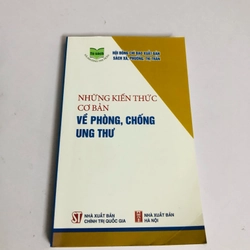 HỘI ĐỒNG CHỈ ĐẠO XUẤT BẢN
SÁCH XÃ, PHƯỜNG, THỊ TRẤN
NHỮNG KIẾN THỨC
CƠ BẢN
VỀ PHÒNG, CHỐNG
UNG THƯ
NHÀ XUẤT BẢN
CHÍNH TRỊ QUỐC GIA
NHÀ XUẤT BẢN
HÀ NỘI